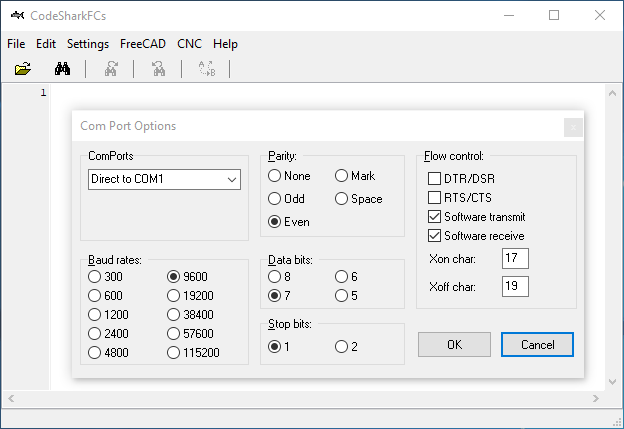 CodeSharkFCs
File Edit Settings FreeCAD CNC Help
1
Com Port Options
ComPorts
Direct to COM1
Parity:
None Mark
Odd Space
Even
Flow control:
DTR/DSR
RTS/CTS
Software transmit
Software receive
Xon char: 17
Xoff char: 19
Baud rates:
300 9600
600 19200
1200 38400
2400 57600
4800 115200
Data bits:
8 6
7 5
Stop bits:
1 2
OK Cancel